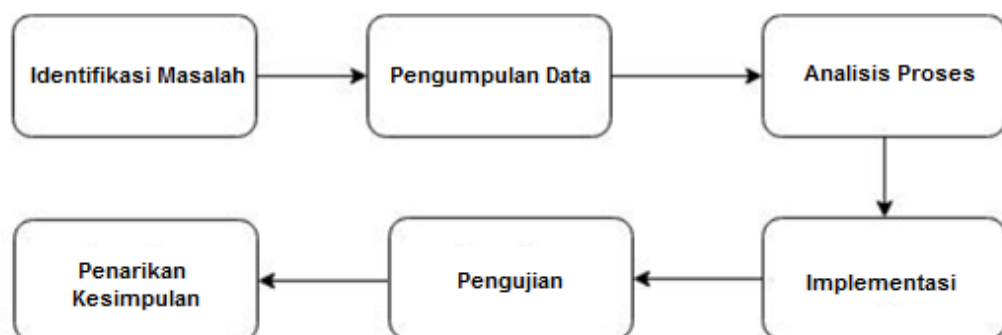 Identifikasi Masalah
Pengumpulan Data
Analisis Proses
Implementasi
Pengujian
Penarikan
Kesimpulan